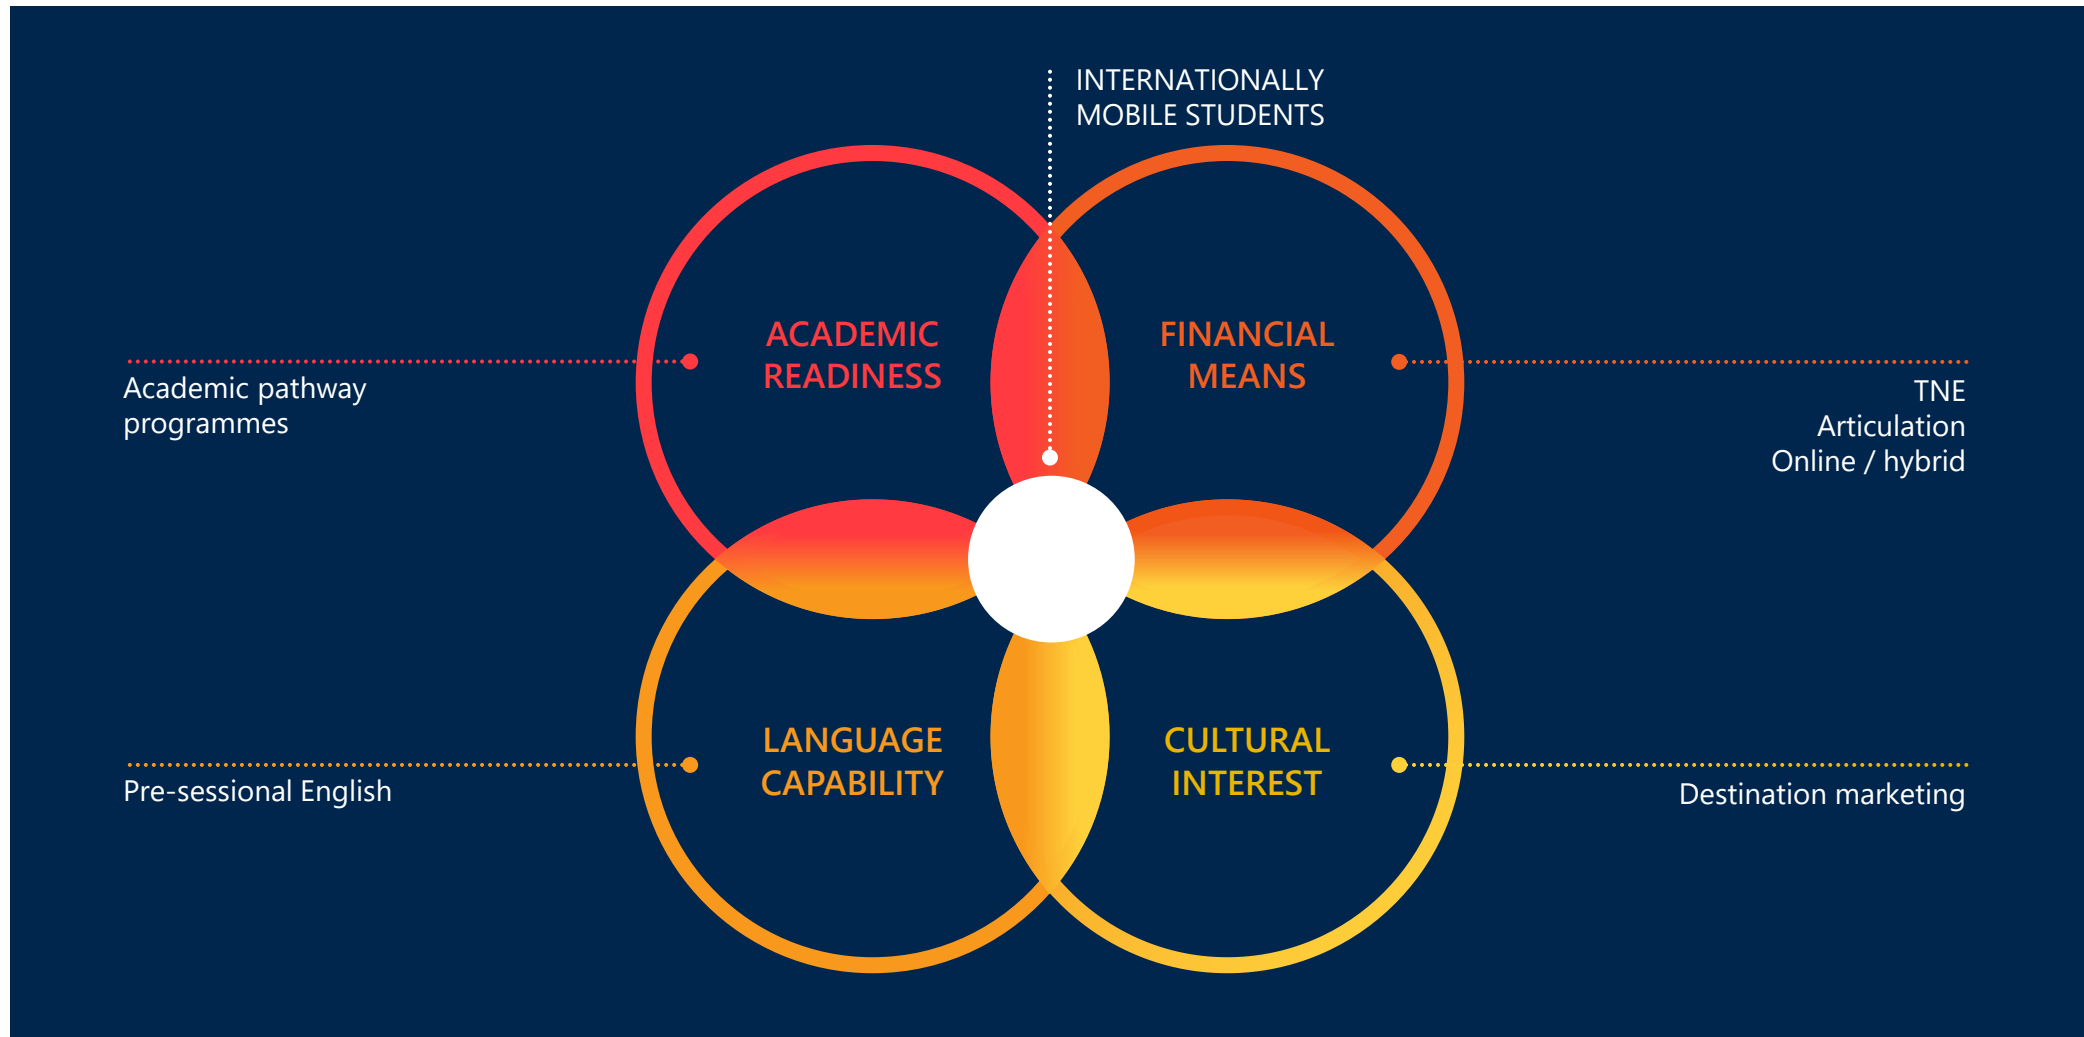 INTERNATIONALLY
MOBILE STUDENTS
ACADEMIC
READINESS
FINANCIAL
MEANS
Academic pathway
programmes
TNE
Articulation
Online / hybrid
LANGUAGE
CAPABILITY
CULTURAL
INTEREST
Pre-sessional English
Destination marketing